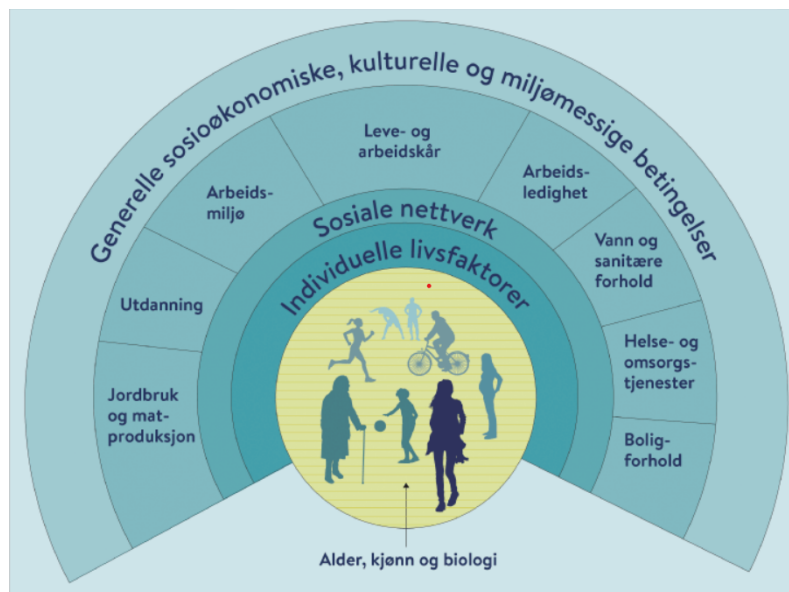 Generelle sosioøkonomiske, kulturelle og miljømessige betingelser
Leve- og
arbeidskår
Arbeids-
miljø
Arbeids-
ledighet
Utdanning
Vann og
sanitære
forhold
Jordbruk
og mat-
produksjon
Helse- og
omsorgs-
tjenester
Bolig-
forhold
Sosiale nettverk
Individuelle livsfaktorer
Alder, kjønn og biologi